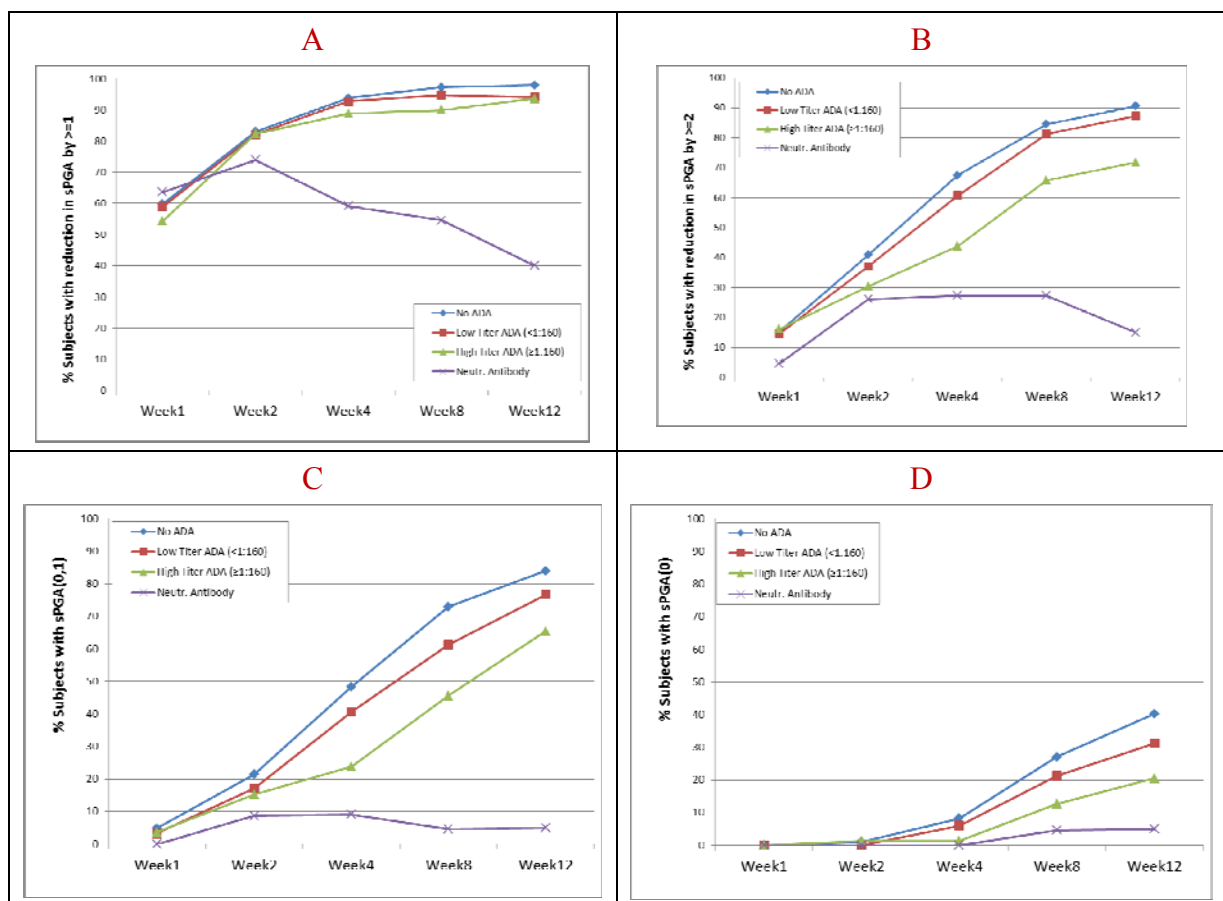 A
% Subjects with reduction in sPGA by >=1
100
90
80
70
60
50
40
30
20
10
0
No ADA
Low Titer ADA (<1:160)
High Titer ADA (≥1:160)
Neutr. Antibody
Week1
Week2
Week4
Week8
Week12
B
% Subjects with reduction in sPGA by >=2
100
90
80
70
60
50
40
30
20
10
0
No ADA
Low Titer ADA (<1:160)
High Titer ADA (≥1:160)
Neutr. Antibody
Week1
Week2
Week4
Week8
Week12
C
% Subjects with sPGA(0,1)
100
90
80
70
60
50
40
30
20
10
0
No ADA
Low Titer ADA (<1:160)
High Titer ADA (≥1:160)
Neutr. Antibody
Week1
Week2
Week4
Week8
Week12
D
% Subjects with sPGA(0)
100
90
80
70
60
50
40
30
20
10
0
No ADA
Low Titer ADA (<1:160)
High Titer ADA (≥1:160)
Neutr. Antibody
Week1
Week2
Week4
Week8
Week12